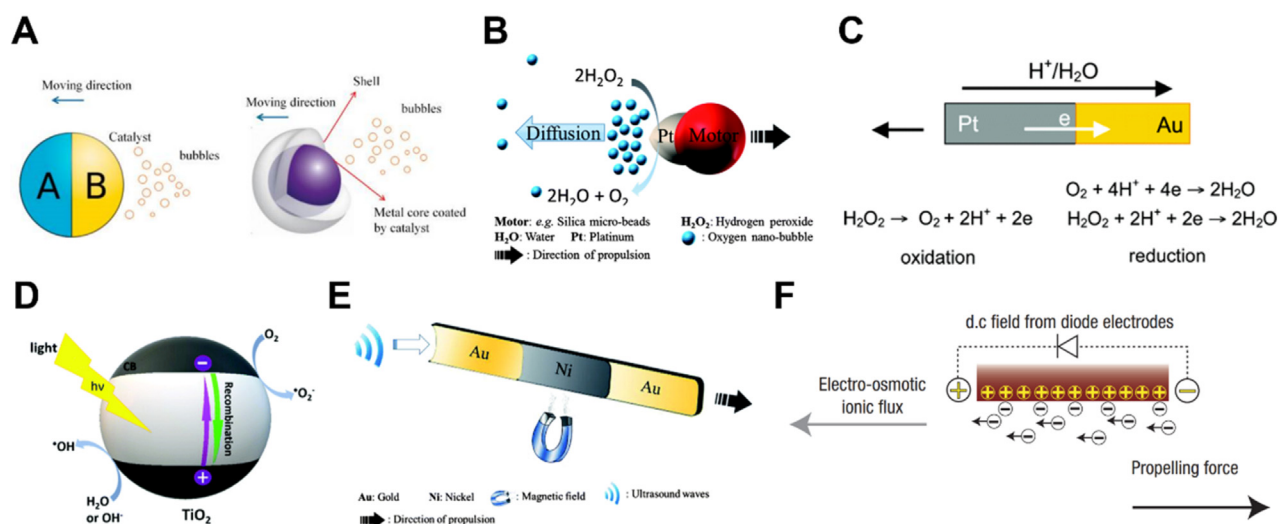 A
Moving direction
A
B
Catalyst
bubbles
Moving direction
Shell
bubbles
Metal core coated
by catalyst
B
2H₂O₂
Diffusion
Pt
Motor
2H₂O + O₂
Motor: e.g. Silica micro-beads
H₂O₂: Hydrogen peroxide
H₂O: Water
Pt: Platinum
: Oxygen nano-bubble
: Direction of propulsion
C
H⁺/H₂O
Pt
e
Au
O₂ + 4H⁺ + 4e → 2H₂O
H₂O₂ → O₂ + 2H⁺ + 2e
H₂O₂ + 2H⁺ + 2e → 2H₂O
oxidation
reduction
D
light
hν
CB
−
Recombination
+
O₂
•O₂⁻
•OH
H₂O
or OH⁻
TiO₂
E
Au
Ni
Au
Au: Gold
Ni: Nickel
: Magnetic field
: Ultrasound waves
: Direction of propulsion
F
d.c field from diode electrodes
Electro-osmotic
ionic flux
+
+ + + + + + + + + + +
−
Propelling force